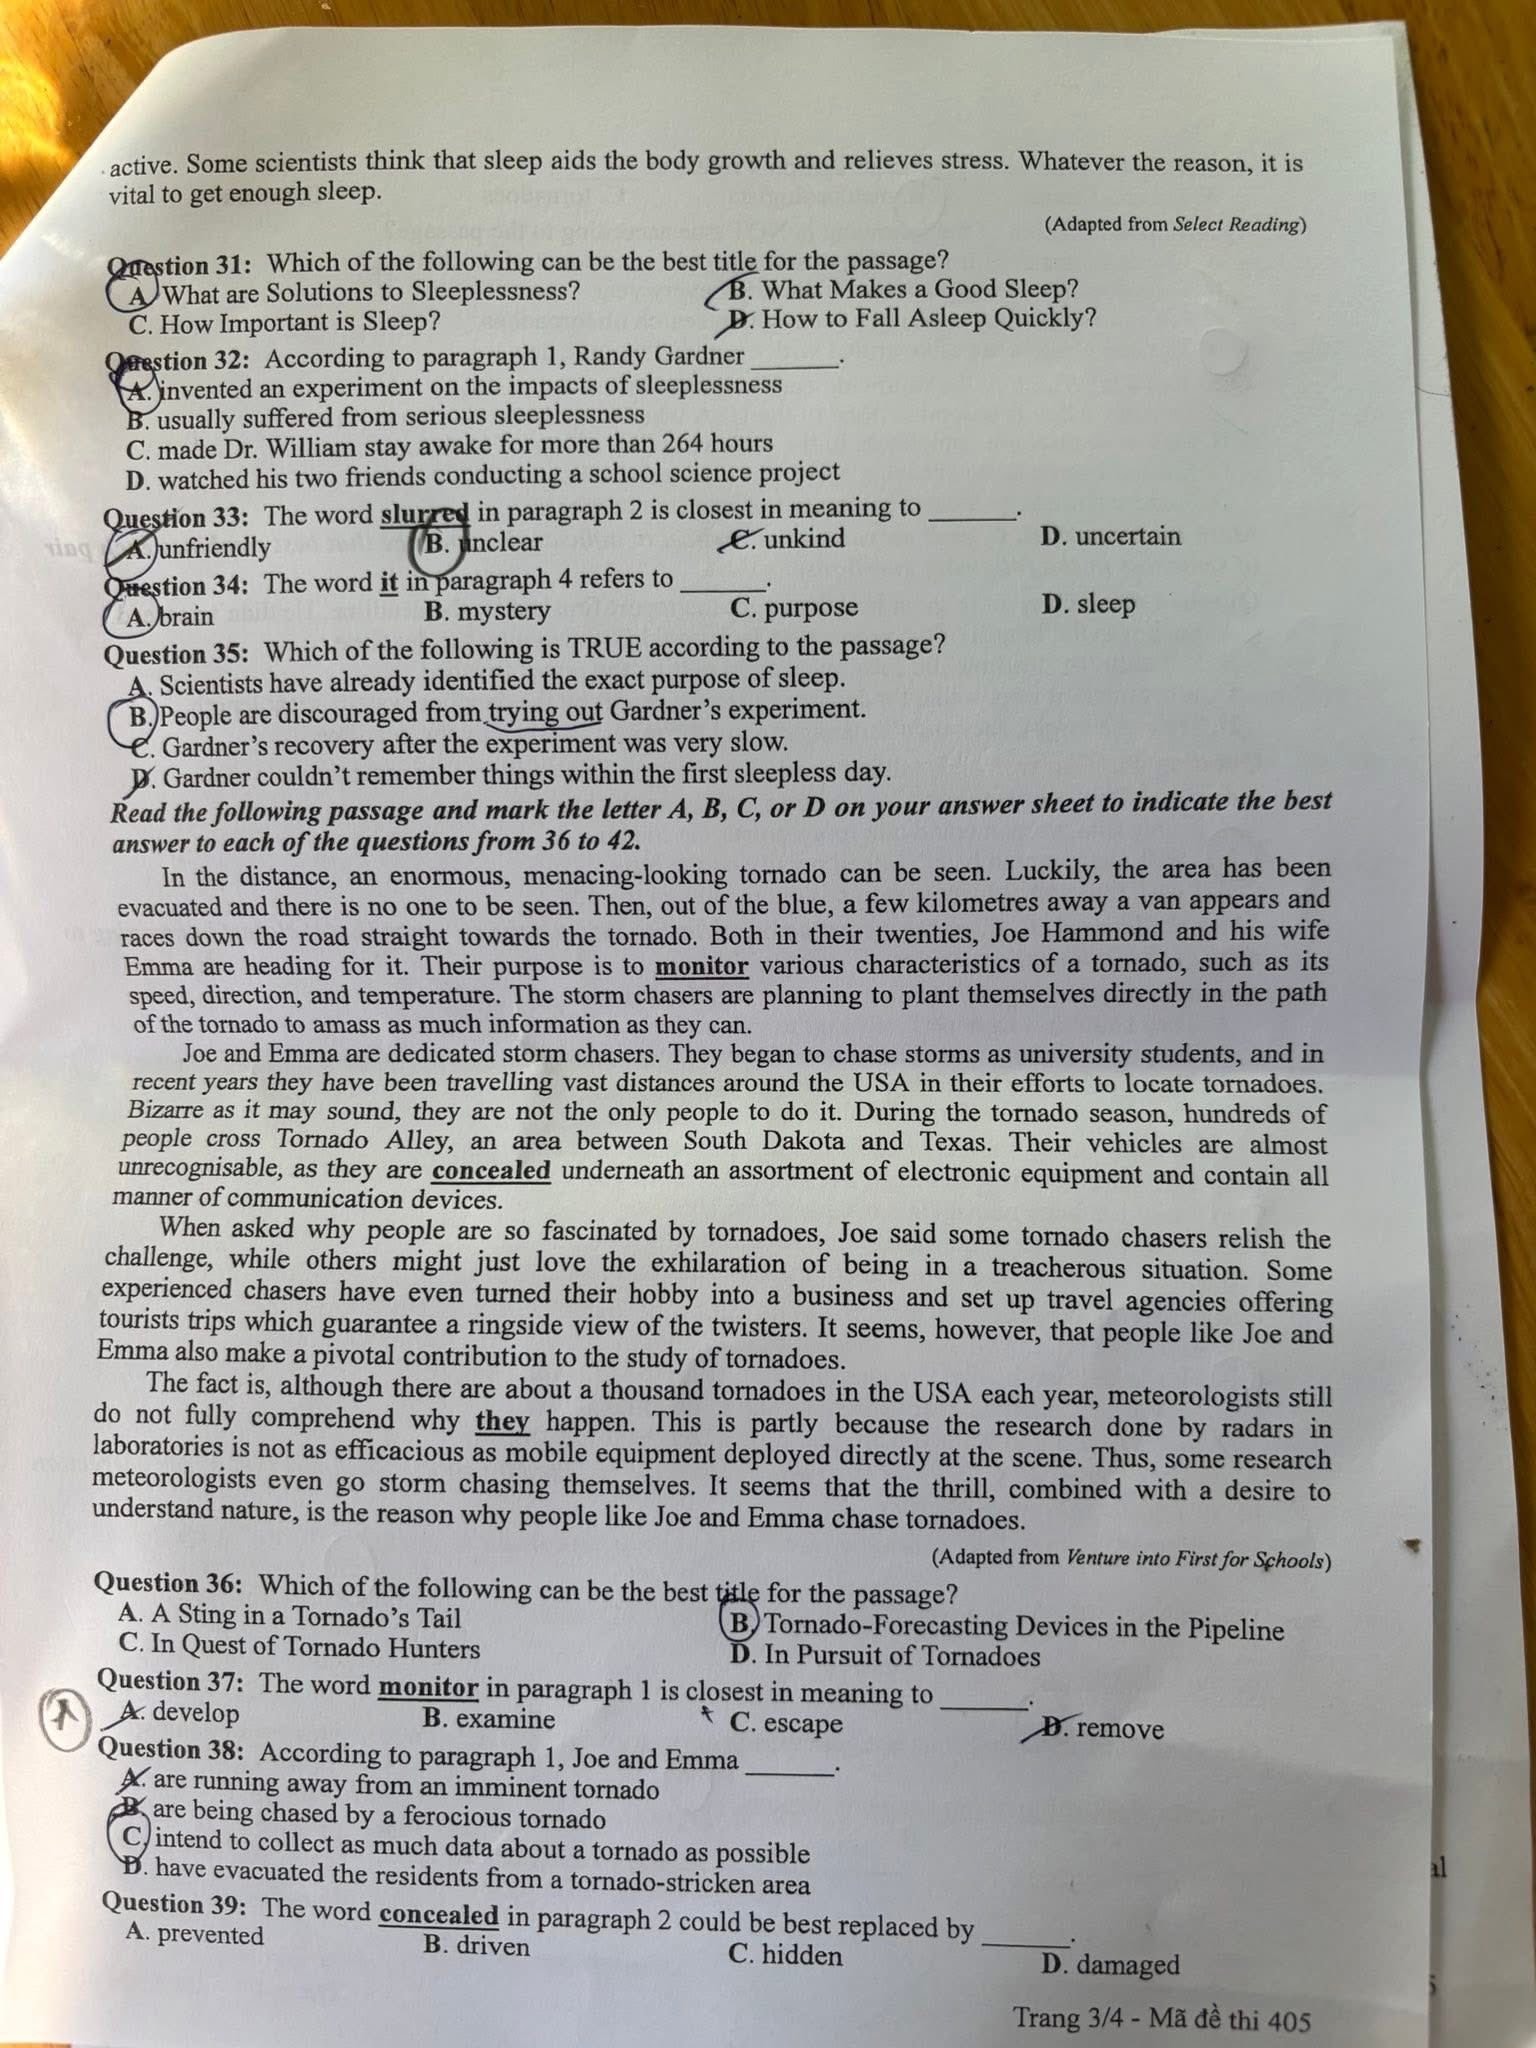 active. Some scientists think that sleep aids the body growth and relieves stress. Whatever the reason, it is
vital to get enough sleep.
(Adapted from Select Reading)
Question 31: Which of the following can be the best title for the passage?
A. What are Solutions to Sleeplessness? B. What Makes a Good Sleep?
C. How Important is Sleep? D. How to Fall Asleep Quickly?
Question 32: According to paragraph 1, Randy Gardner _______.
A. invented an experiment on the impacts of sleeplessness
B. usually suffered from serious sleeplessness
C. made Dr. William stay awake for more than 264 hours
D. watched his two friends conducting a school science project
Question 33: The word slurred in paragraph 2 is closest in meaning to _______.
A. unfriendly B. unclear C. unkind D. uncertain
Question 34: The word it in paragraph 4 refers to _______.
A. brain B. mystery C. purpose D. sleep
Question 35: Which of the following is TRUE according to the passage?
A. Scientists have already identified the exact purpose of sleep.
B. People are discouraged from trying out Gardner's experiment.
C. Gardner's recovery after the experiment was very slow.
D. Gardner couldn't remember things within the first sleepless day.
Read the following passage and mark the letter A, B, C, or D on your answer sheet to indicate the best
answer to each of the questions from 36 to 42.
In the distance, an enormous, menacing-looking tornado can be seen. Luckily, the area has been
evacuated and there is no one to be seen. Then, out of the blue, a few kilometres away a van appears and
races down the road straight towards the tornado. Both in their twenties, Joe Hammond and his wife
Emma are heading for it. Their purpose is to monitor various characteristics of a tornado, such as its
speed, direction, and temperature. The storm chasers are planning to plant themselves directly in the path
of the tornado to amass as much information as they can.
Joe and Emma are dedicated storm chasers. They began to chase storms as university students, and in
recent years they have been travelling vast distances around the USA in their efforts to locate tornadoes.
Bizarre as it may sound, they are not the only people to do it. During the tornado season, hundreds of
people cross Tornado Alley, an area between South Dakota and Texas. Their vehicles are almost
unrecognisable, as they are concealed underneath an assortment of electronic equipment and contain all
manner of communication devices.
When asked why people are so fascinated by tornadoes, Joe said some tornado chasers relish the
challenge, while others might just love the exhilaration of being in a treacherous situation. Some
experienced chasers have even turned their hobby into a business and set up travel agencies offering
tourists trips which guarantee a ringside view of the twisters. It seems, however, that people like Joe and
Emma also make a pivotal contribution to the study of tornadoes.
The fact is, although there are about a thousand tornadoes in the USA each year, meteorologists still
do not fully comprehend why they happen. This is partly because the research done by radars in
laboratories is not as efficacious as mobile equipment deployed directly at the scene. Thus, some research
meteorologists even go storm chasing themselves. It seems that the thrill, combined with a desire to
understand nature, is the reason why people like Joe and Emma chase tornadoes.
(Adapted from Venture into First for Schools)
Question 36: Which of the following can be the best title for the passage?
A. A Sting in a Tornado's Tail B. Tornado-Forecasting Devices in the Pipeline
C. In Quest of Tornado Hunters D. In Pursuit of Tornadoes
Question 37: The word monitor in paragraph 1 is closest in meaning to _______.
A. develop B. examine C. escape D. remove
Question 38: According to paragraph 1, Joe and Emma _______.
A. are running away from an imminent tornado
B. are being chased by a ferocious tornado
C. intend to collect as much data about a tornado as possible
D. have evacuated the residents from a tornado-stricken area
Question 39: The word concealed in paragraph 2 could be best replaced by _______.
A. prevented B. driven C. hidden D. damaged
Trang 3/4 - Mã đề thi 405